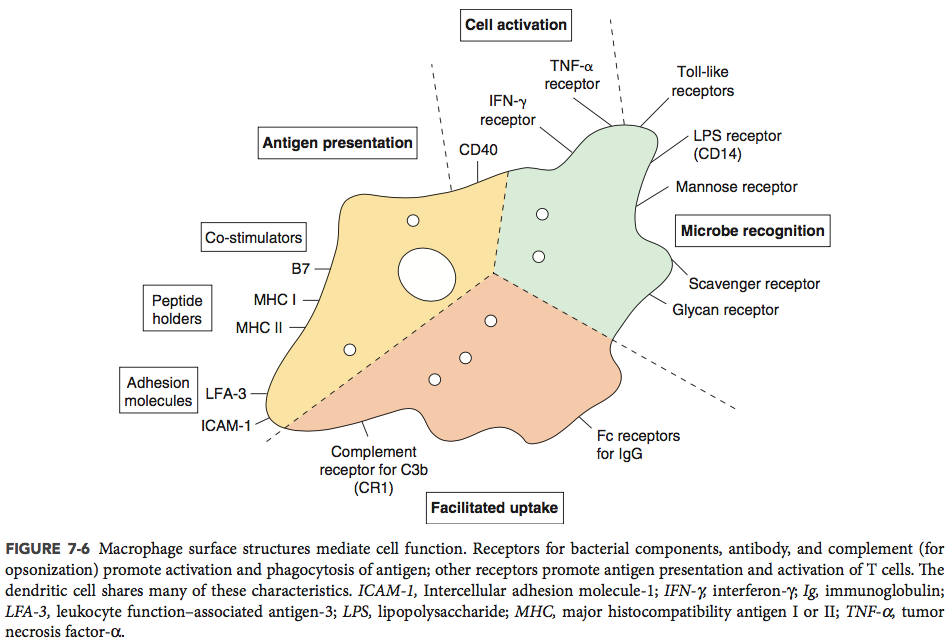 Cell activation
TNF-α
receptor
Toll-like
receptors
IFN-γ
receptor
LPS receptor
(CD14)
Antigen presentation
CD40
Mannose receptor
Microbe recognition
Co-stimulators
B7
Scavenger receptor
Peptide
holders
MHC I
Glycan receptor
MHC II
Adhesion
molecules
LFA-3
ICAM-1
Complement
receptor for C3b
(CR1)
Fc receptors
for IgG
Facilitated uptake
FIGURE 7-6 Macrophage surface structures mediate cell function. Receptors for bacterial components, antibody, and complement (for
opsonization) promote activation and phagocytosis of antigen; other receptors promote antigen presentation and activation of T cells. The
dendritic cell shares many of these characteristics. ICAM-1, Intercellular adhesion molecule-1; IFN-γ, interferon-γ; Ig, immunoglobulin;
LFA-3, leukocyte function–associated antigen-3; LPS, lipopolysaccharide; MHC, major histocompatibility antigen I or II; TNF-α, tumor
necrosis factor-α.